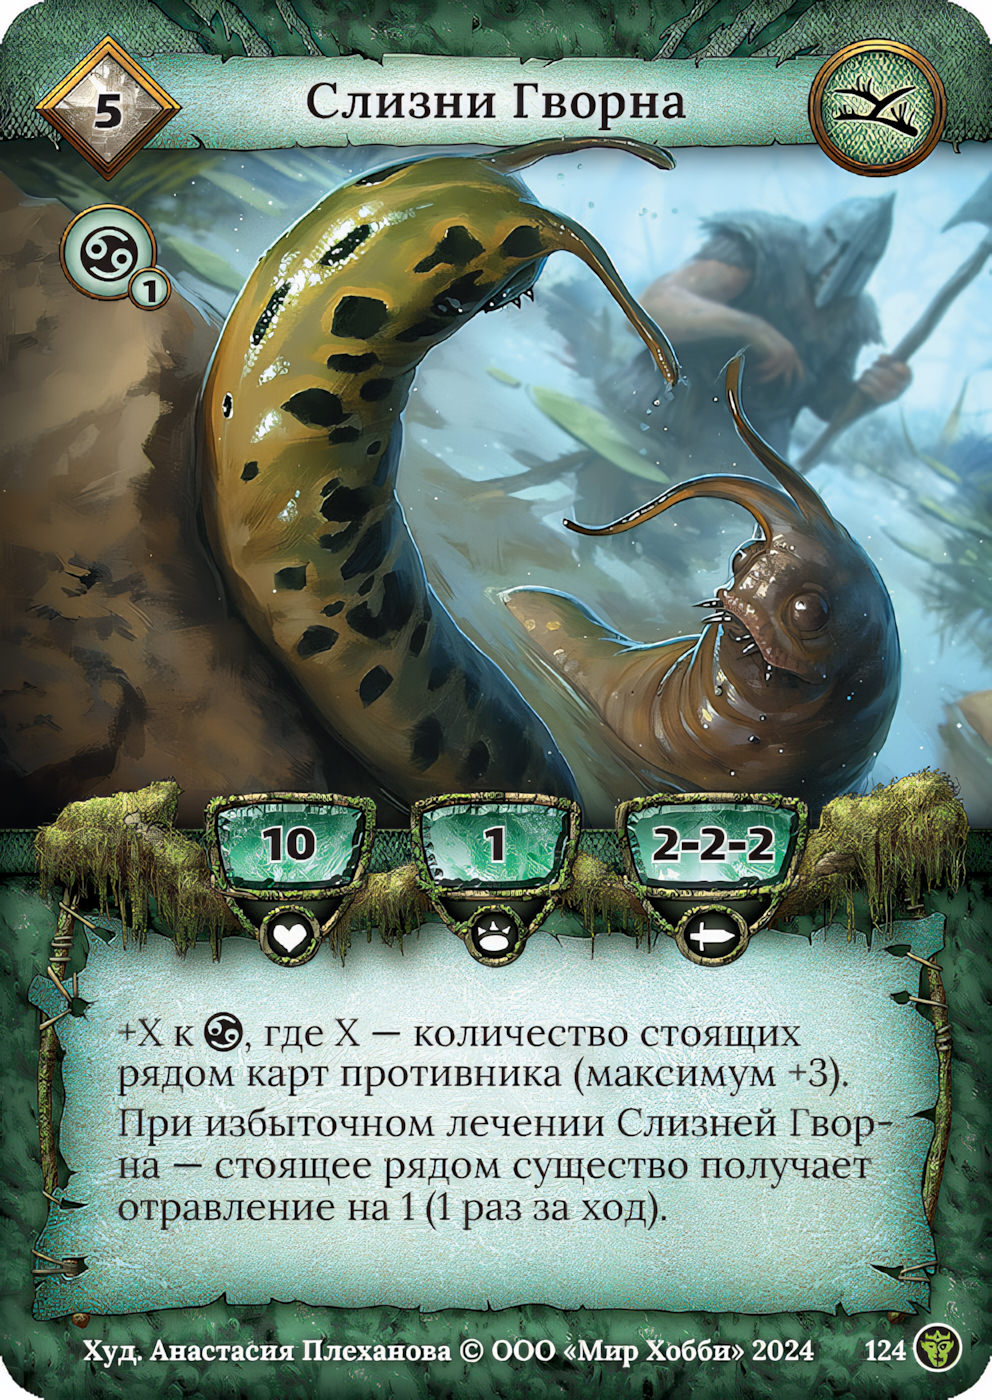 5
Слизни Гворна
1
10
1
2-2-2
+X к , где X — количество стоящих
рядом карт противника (максимум +3).
При избыточном лечении Слизней Гвор-
на — стоящее рядом существо получает
отравление на 1 (1 раз за ход).
Худ. Анастасия Плеханова © ООО «Мир Хобби» 2024
124